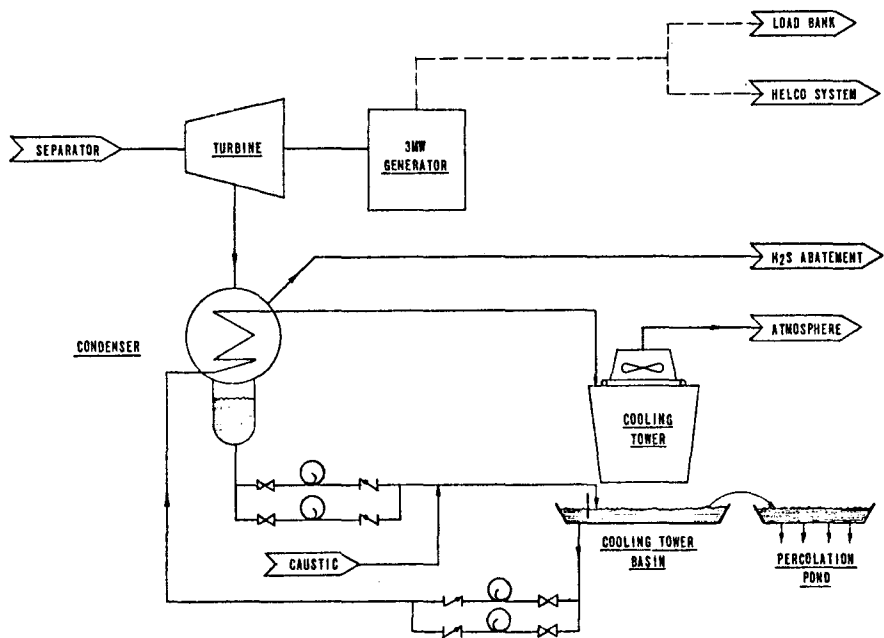 LOAD BANK
HELCO SYSTEM
SEPARATOR
TURBINE
3MW
GENERATOR
H2S ABATEMENT
ATMOSPHERE
CONDENSER
COOLING
TOWER
COOLING TOWER
BASIN
PERCOLATION
POND
CAUSTIC